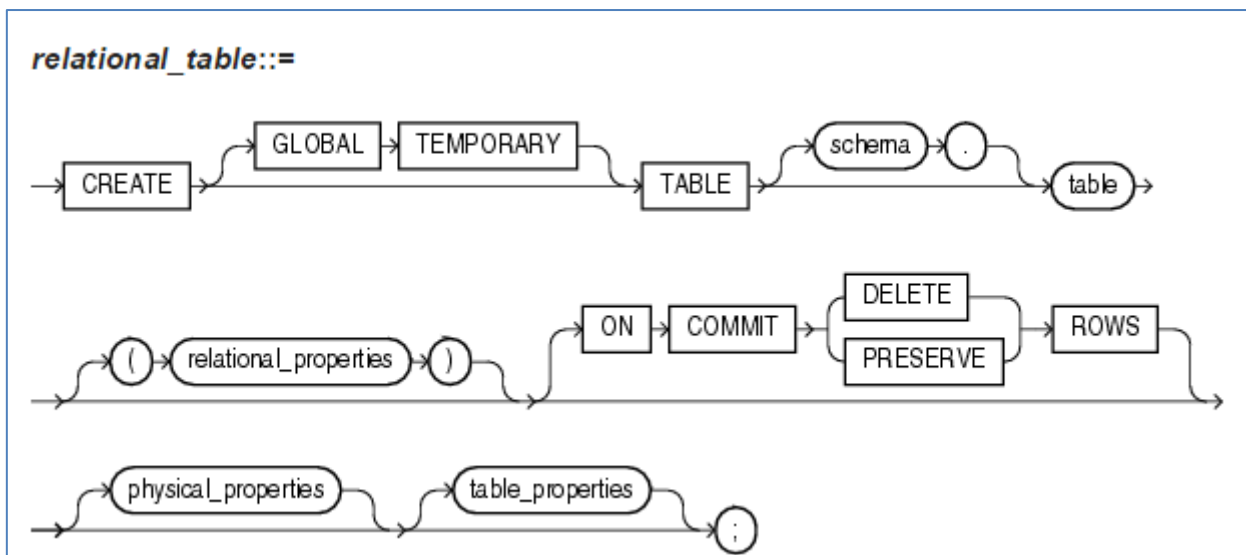 relational_table::=
GLOBAL TEMPORARY schema .
CREATE TABLE table
DELETE
ON COMMIT ROWS
( relational_properties ) PRESERVE
physical_properties table_properties
;